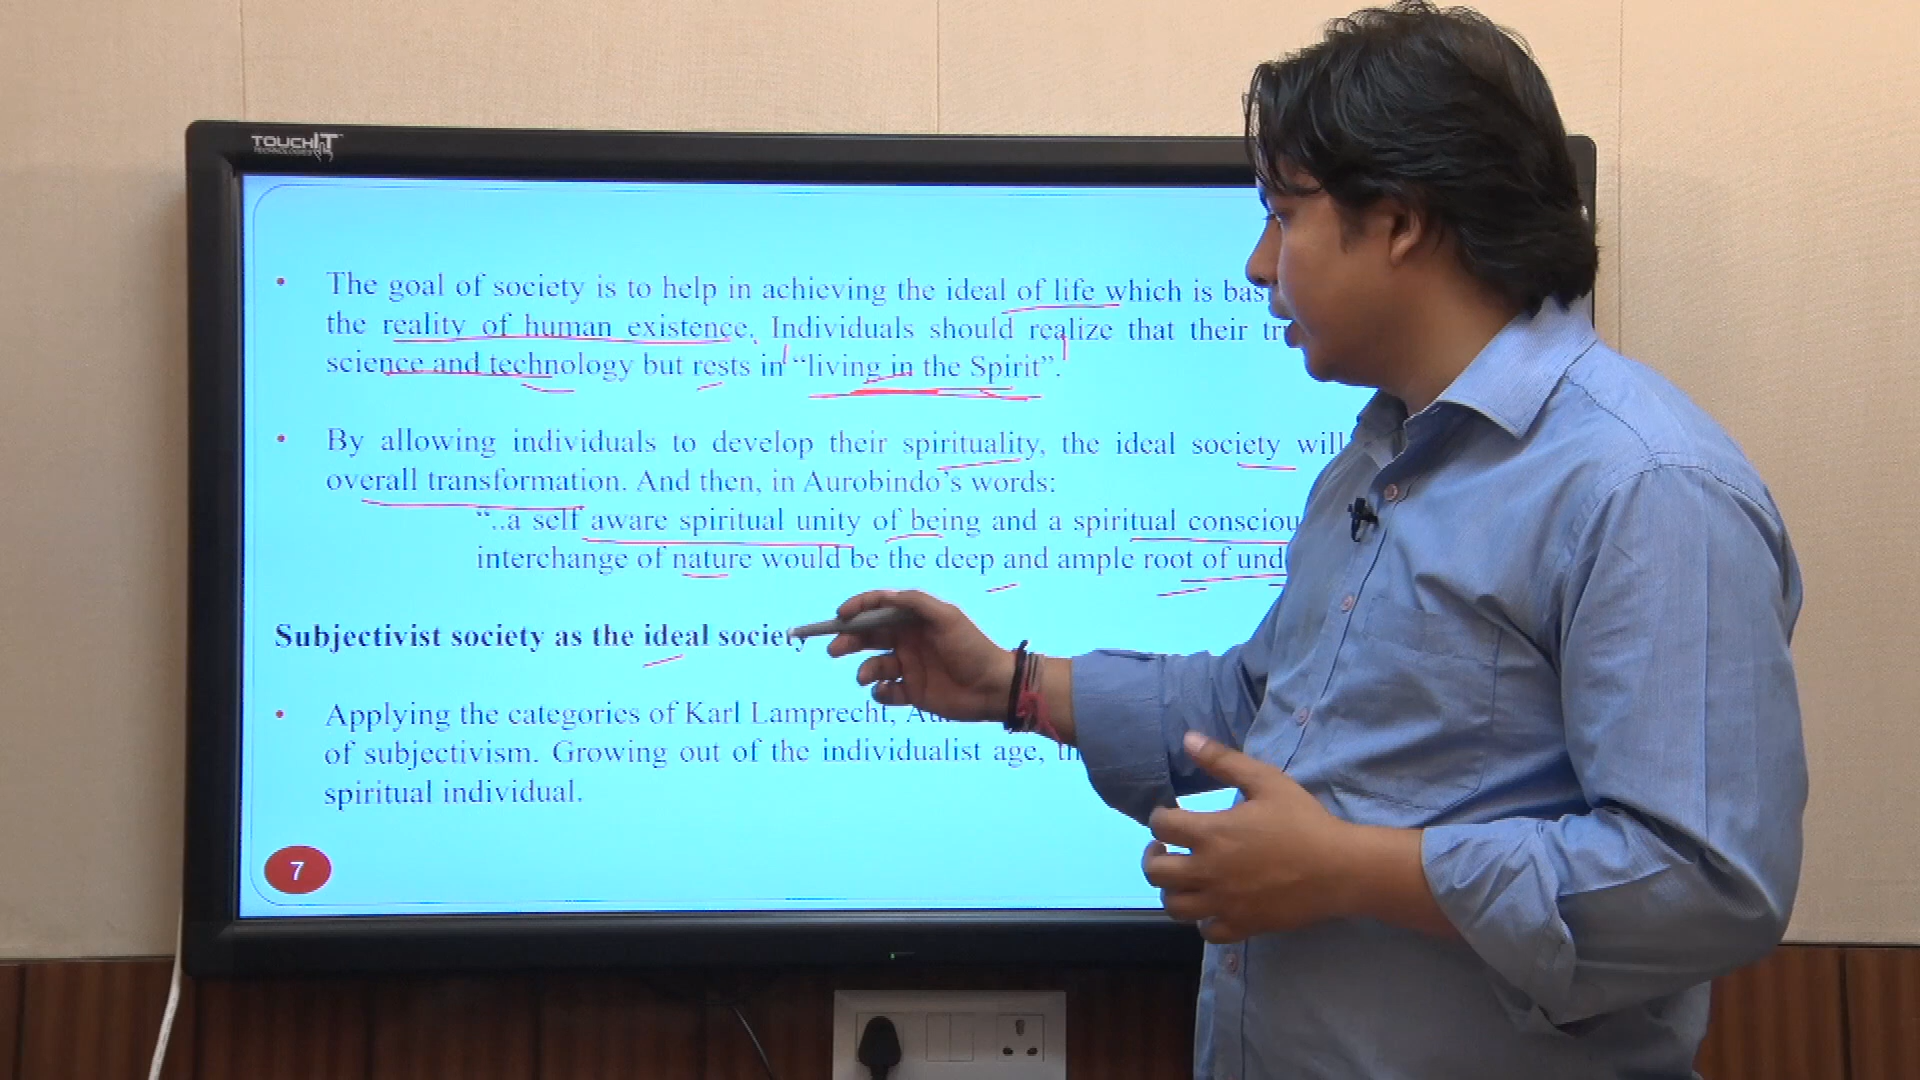 TOUCHIT
TECHNOLOGIES
• The goal of society is to help in achieving the ideal of life which is
the reality of human existence. Individuals should realize that their
science and technology but rests in “living in the Spirit”.
• By allowing individuals to develop their spirituality, the ideal society will
overall transformation. And then, in Aurobindo’s words:
“..a self aware spiritual unity of being and a spiritual
interchange of nature would be the deep and ample root of
Subjectivist society as the ideal society
• Applying the categories of Karl Lamprecht,
of subjectivism. Growing out of the individualist age,
spiritual individual.
7